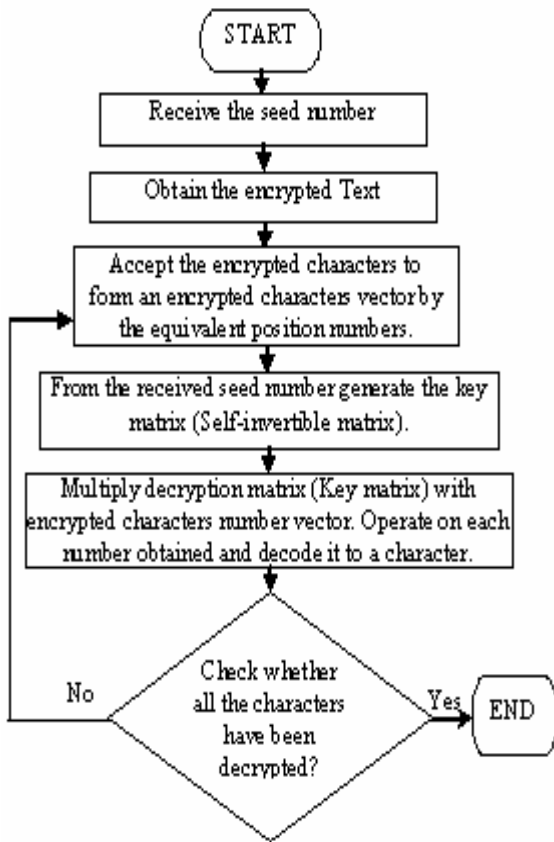 START
Receive the seed number
Obtain the encrypted Text
Accept the encrypted characters to
form an encrypted characters vector by
the equivalent position numbers.
From the received seed number generate the key
matrix (Self-invertible matrix).
Multiply decryption matrix (Key matrix) with
encrypted characters number vector. Operate on each
number obtained and decode it to a character.
Check whether
all the characters
have been
decrypted?
No
Yes
END